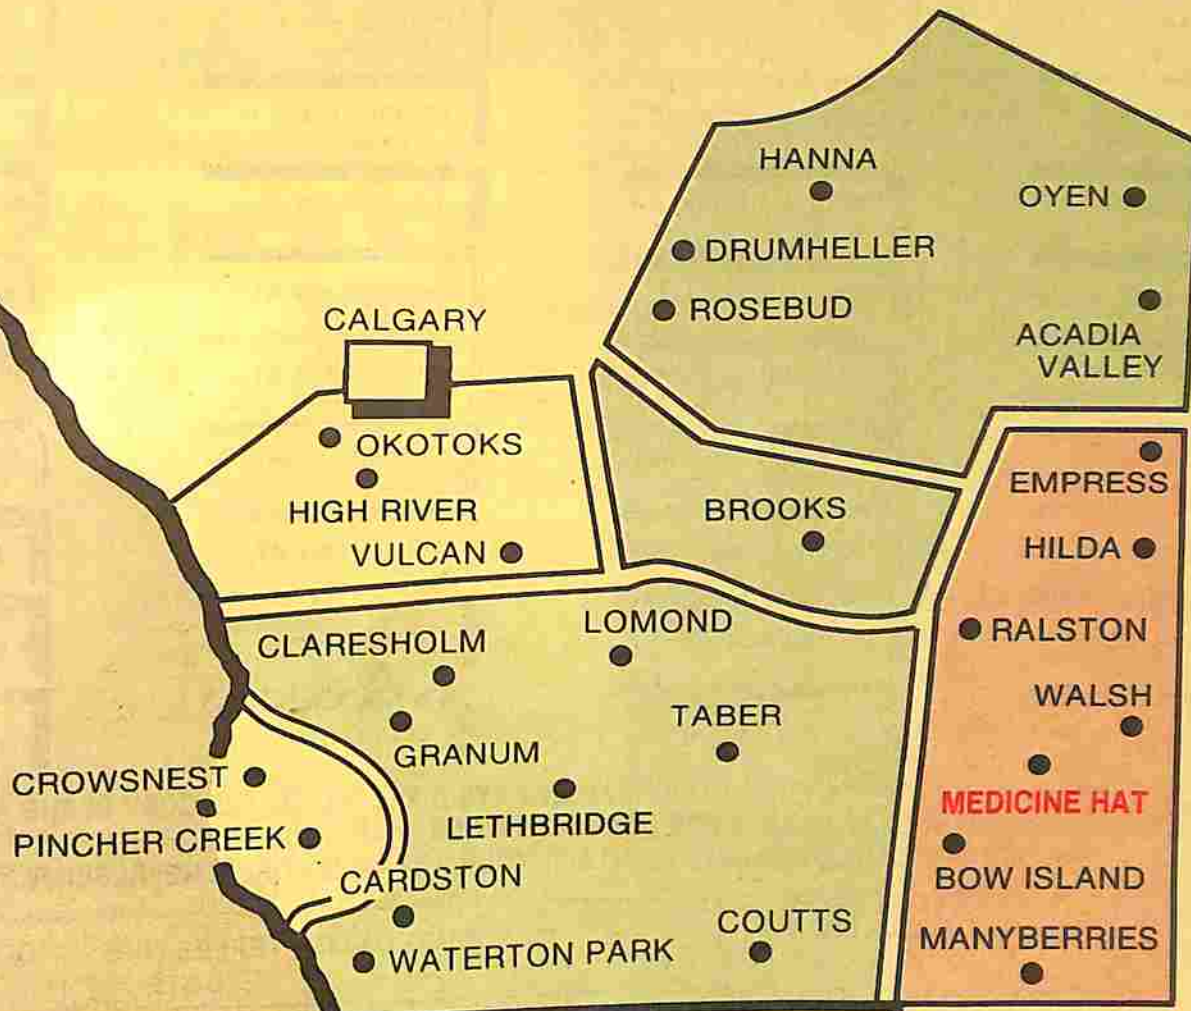 HANNA
OYEN
DRUMHELLER
ROSEBUD
ACADIA
VALLEY
CALGARY
OKOTOKS
HIGH RIVER
VULCAN
BROOKS
EMPRESS
HILDA
RALSTON
WALSH
MEDICINE HAT
BOW ISLAND
MANYBERRIES
CLARESHOLM
LOMOND
GRANUM
TABER
LETHBRIDGE
CROWSNEST
PINCHER CREEK
CARDSTON
WATERTON PARK
COUTTS